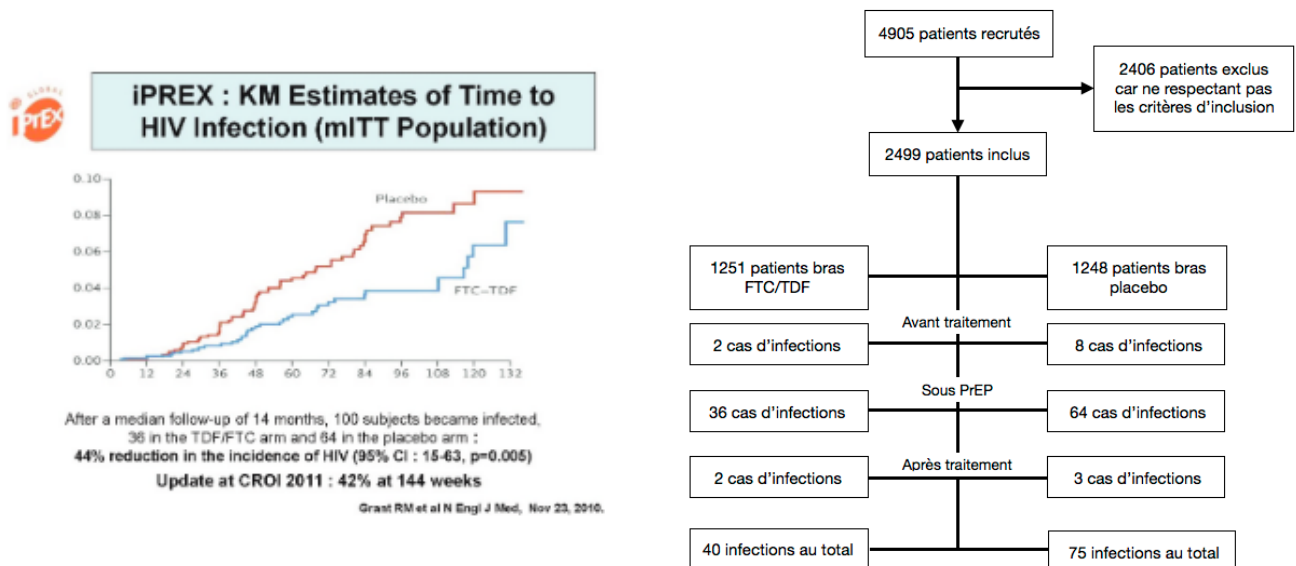 GLOBAL
iPrEx
iPREX : KM Estimates of Time to
HIV Infection (mITT Population)
0.10
0.08
0.06
0.04
0.02
0.00
Placebo
FTC-TDF
0 12 24 36 48 60 72 84 96 108 120 132
After a median follow-up of 14 months, 100 subjects became infected,
36 in the TDF/FTC arm and 64 in the placebo arm :
44% reduction in the incidence of HIV (95% CI : 15-63, p=0.005)
Update at CROI 2011 : 42% at 144 weeks
Grant RM et al N Engl J Med, Nov 23, 2010.
4905 patients recrutés
2406 patients exclus
car ne respectant pas
les critères d'inclusion
2499 patients inclus
1251 patients bras
FTC/TDF
1248 patients bras
placebo
Avant traitement
2 cas d'infections
8 cas d'infections
Sous PrEP
36 cas d'infections
64 cas d'infections
Après traitement
2 cas d'infections
3 cas d'infections
40 infections au total
75 infections au total